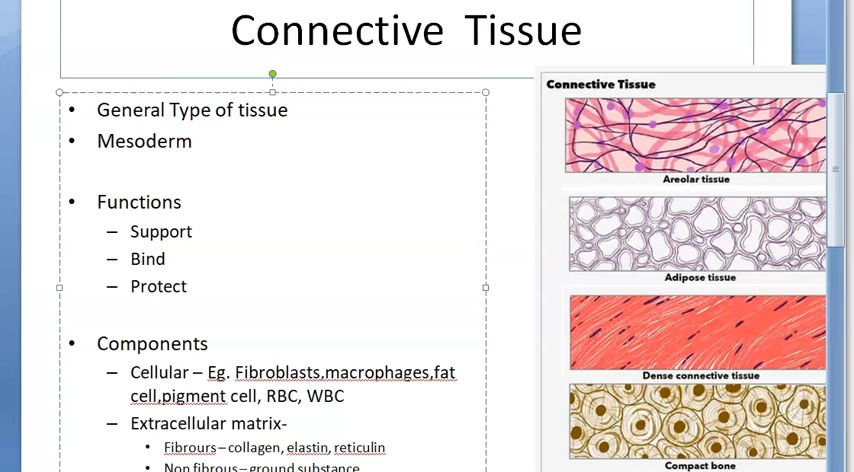 Connective Tissue
• General Type of tissue
• Mesoderm
• Functions
– Support
– Bind
– Protect
• Components
– Cellular – Eg. Fibroblasts,macrophages,fat
cell,pigment cell, RBC, WBC
– Extracellular matrix-
• Fibrours – collagen, elastin, reticulin
• Non fibrous – ground substance
Connective Tissue
Areolar tissue
Adipose tissue
Dense connective tissue
Compact bone